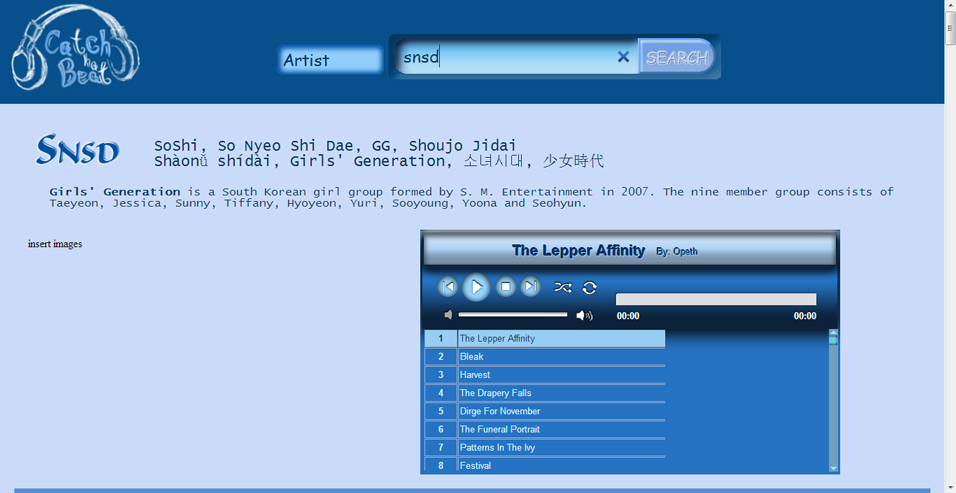 Catch the Beat
Artist
snsd
SEARCH
Snsd
SoShi, So Nyeo Shi Dae, GG, Shoujo Jidai
Shàonǚ shídài, Girls' Generation, 소녀시대, 少女時代
Girls' Generation is a South Korean girl group formed by S. M. Entertainment in 2007. The nine member group consists of
Taeyeon, Jessica, Sunny, Tiffany, Hyoyeon, Yuri, Sooyoung, Yoona and Seohyun.
insert images
The Lepper Affinity By: Opeth
00:00 00:00
1 The Lepper Affinity
2 Bleak
3 Harvest
4 The Drapery Falls
5 Dirge For November
6 The Funeral Portrait
7 Patterns In The Ivy
8 Festival